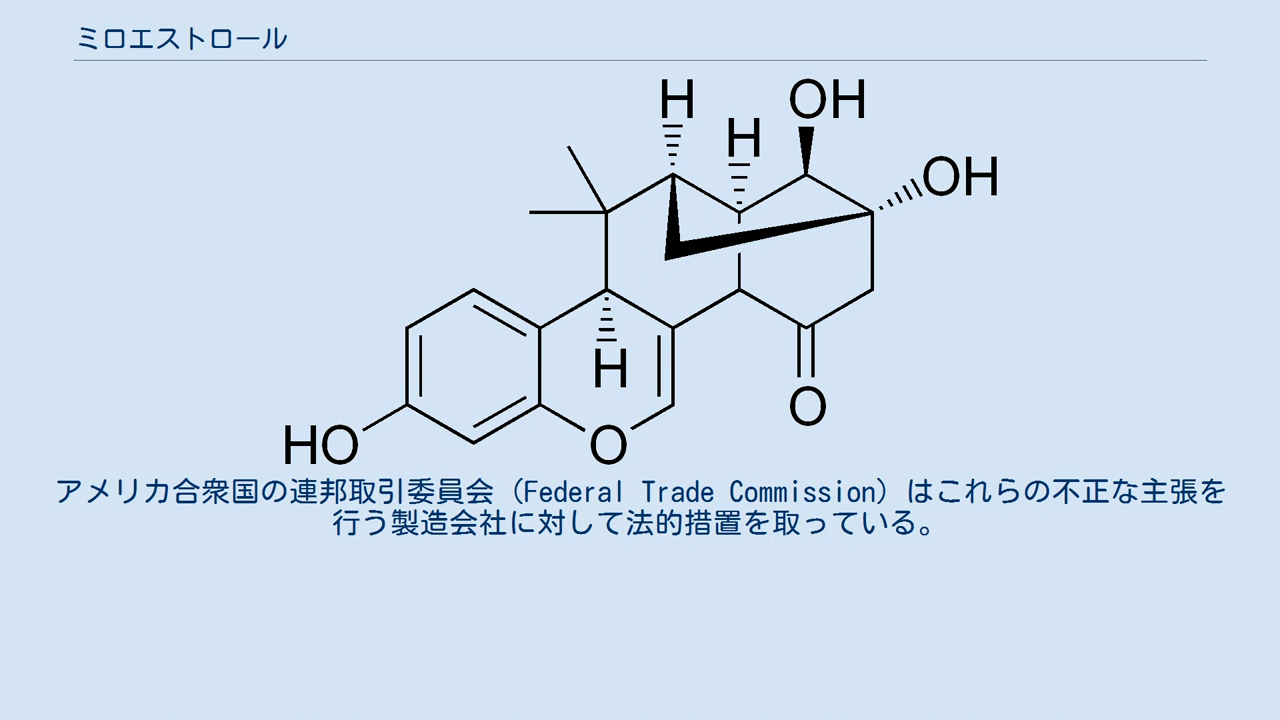 ミロエストロール
H
OH
H
OH
H
O
HO
O
アメリカ合衆国の連邦取引委員会（Federal Trade Commission）はこれらの不正な主張を
行う製造会社に対して法的措置を取っている。